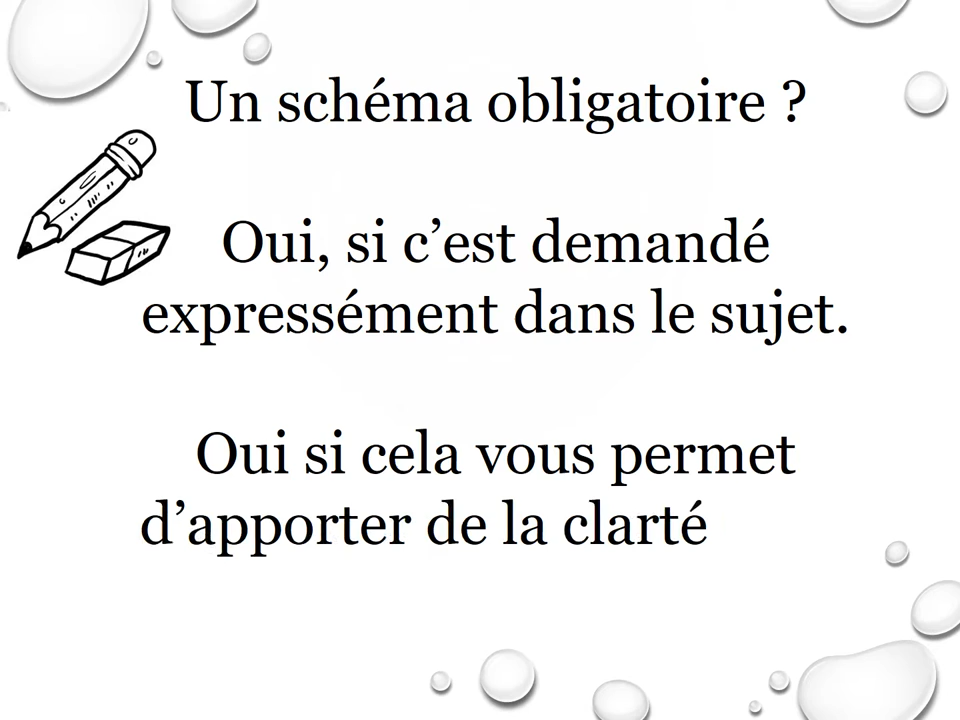 Un schéma obligatoire ?
Oui, si c’est demandé
expressément dans le sujet.
Oui si cela vous permet
d’apporter de la clarté